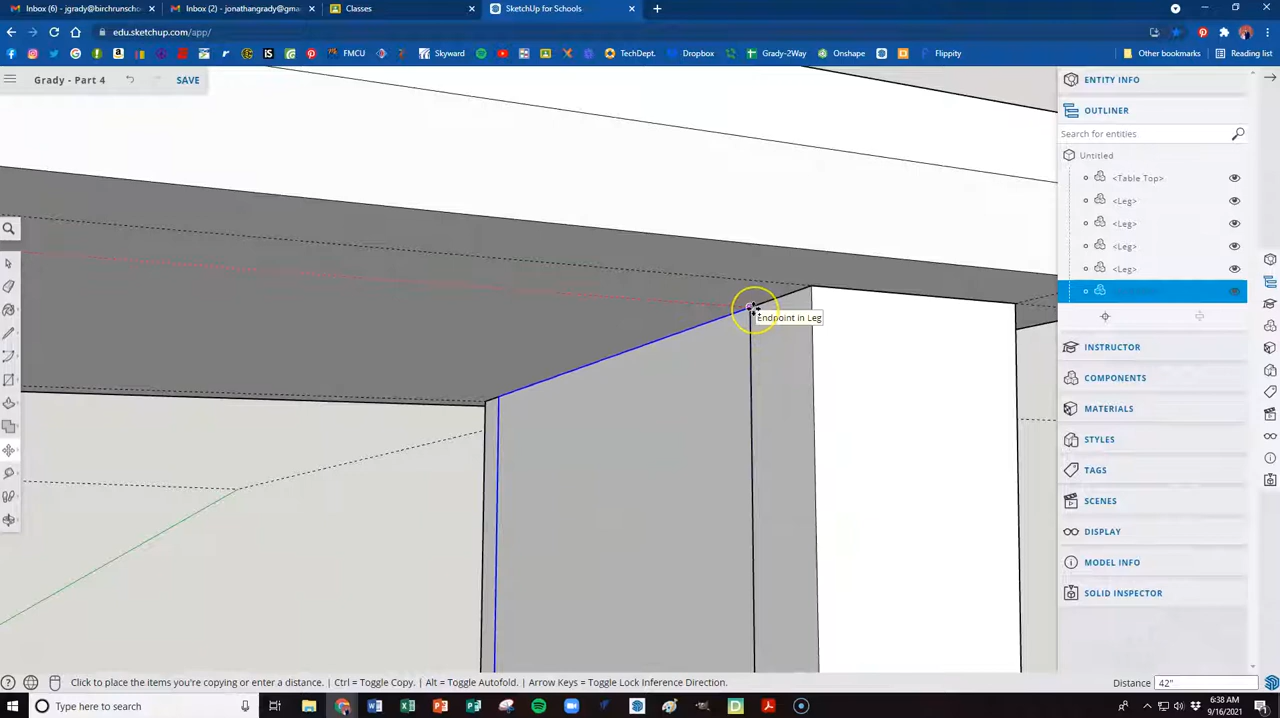 Inbox (6) - jgrady@birchrunschoo
Inbox (2) - jonathangrady@gma
Classes
SketchUp for Schools
edu.sketchup.com/app/
FMCU
Skyward
TechDept.
Dropbox
Grady-2Way
Onshape
Flippity
Other bookmarks
Reading list
Grady - Part 4
SAVE
ENTITY INFO
OUTLINER
Search for entities
Untitled
<Table Top>
<Leg>
<Leg>
<Leg>
<Leg>
Endpoint in Leg
INSTRUCTOR
COMPONENTS
MATERIALS
STYLES
TAGS
SCENES
DISPLAY
MODEL INFO
SOLID INSPECTOR
Click to place the items you're copying or enter a distance. | Ctrl = Toggle Copy. | Alt = Toggle Autofold. | Arrow Keys = Toggle Lock Inference Direction.
Distance 42"
Type here to search
6:38 AM
9/16/2021